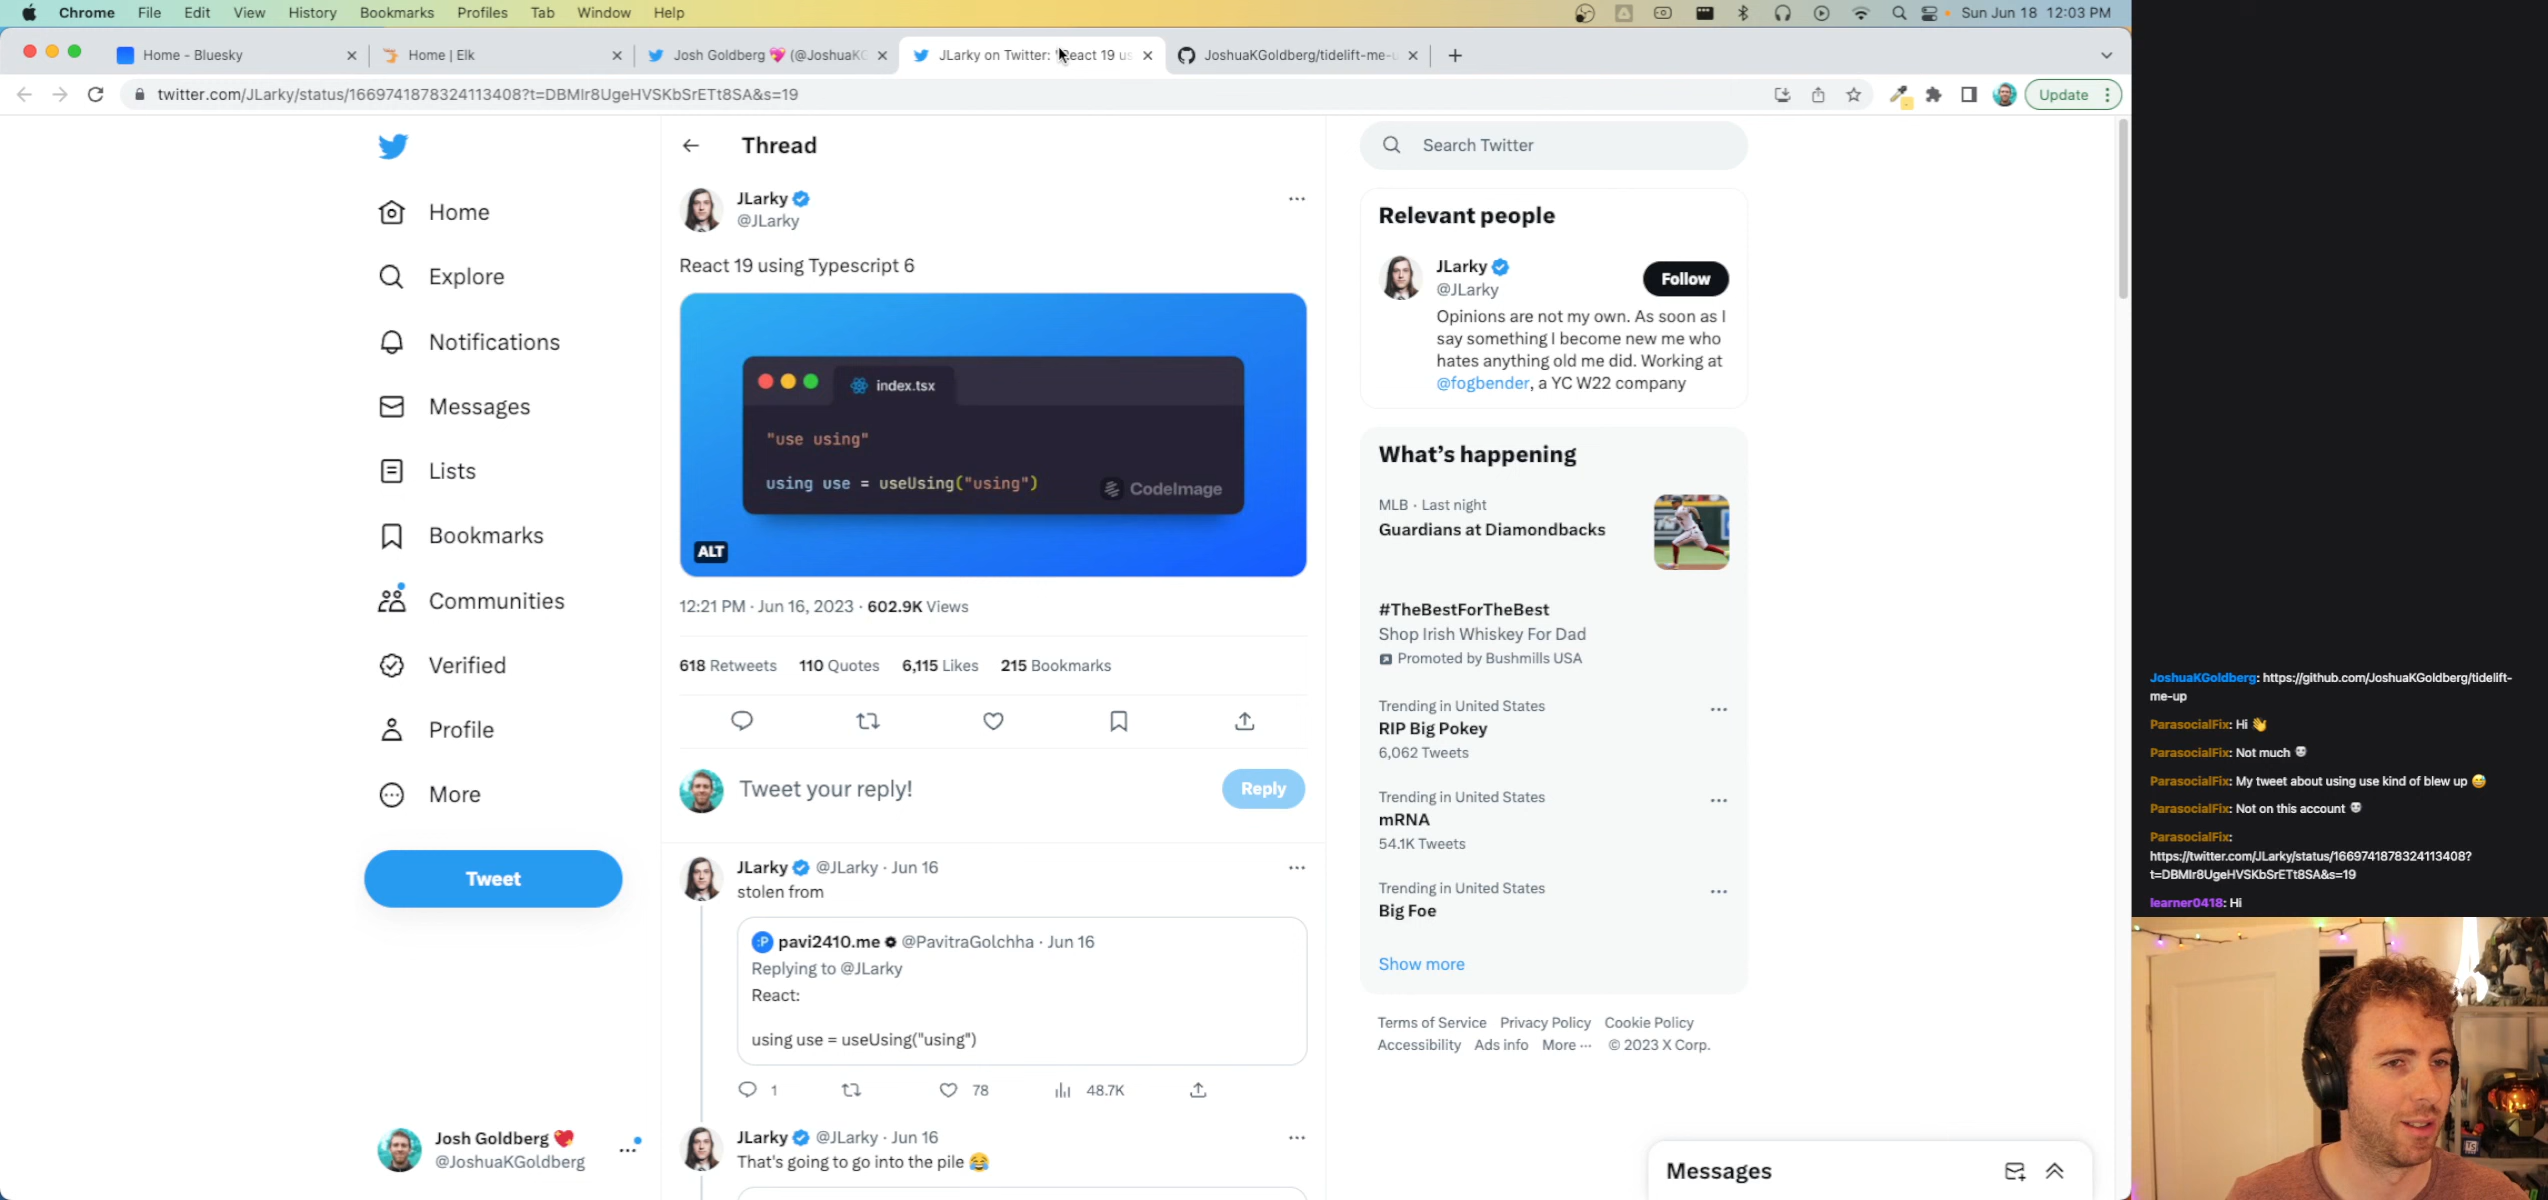 Chrome File Edit View History Bookmarks Profiles Tab Window Help
Sun Jun 18 12:03 PM
Home - Bluesky
Home | Elk
Josh Goldberg 💖 (@JoshuaKG
JLarky on Twitter: "React 19 us
JoshuaKGoldberg/tidelift-me-u
twitter.com/JLarky/status/1669741878324113408?t=DBMIr8UgeHVSKbSrETt8SA&s=19
Update
Home
Explore
Notifications
Messages
Lists
Bookmarks
Communities
Verified
Profile
More
Tweet
Josh Goldberg 💖
@JoshuaKGoldberg
Thread
JLarky
@JLarky
React 19 using Typescript 6
index.tsx
"use using"
using use = useUsing("using")
CodeImage
ALT
12:21 PM · Jun 16, 2023 · 602.9K Views
618 Retweets 110 Quotes 6,115 Likes 215 Bookmarks
Tweet your reply!
Reply
JLarky @JLarky · Jun 16
stolen from
:P pavi2410.me @PavitraGolchha · Jun 16
Replying to @JLarky
React:
using use = useUsing("using")
1 78 48.7K
JLarky @JLarky · Jun 16
That's going to go into the pile 😂
Search Twitter
Relevant people
JLarky
@JLarky
Follow
Opinions are not my own. As soon as I
say something I become new me who
hates anything old me did. Working at
@fogbender, a YC W22 company
What's happening
MLB · Last night
Guardians at Diamondbacks
#TheBestForTheBest
Shop Irish Whiskey For Dad
Promoted by Bushmills USA
Trending in United States
RIP Big Pokey
6,062 Tweets
Trending in United States
mRNA
54.1K Tweets
Trending in United States
Big Foe
Show more
Terms of Service Privacy Policy Cookie Policy
Accessibility Ads info More ··· © 2023 X Corp.
Messages
JoshuaKGoldberg: https://github.com/JoshuaKGoldberg/tidelift-
me-up
ParasocialFix: Hi 👋
ParasocialFix: Not much 💀
ParasocialFix: My tweet about using use kind of blew up 😅
ParasocialFix: Not on this account 💀
ParasocialFix:
https://twitter.com/JLarky/status/1669741878324113408?
t=DBMIr8UgeHVSKbSrETt8SA&s=19
learner0418: Hi